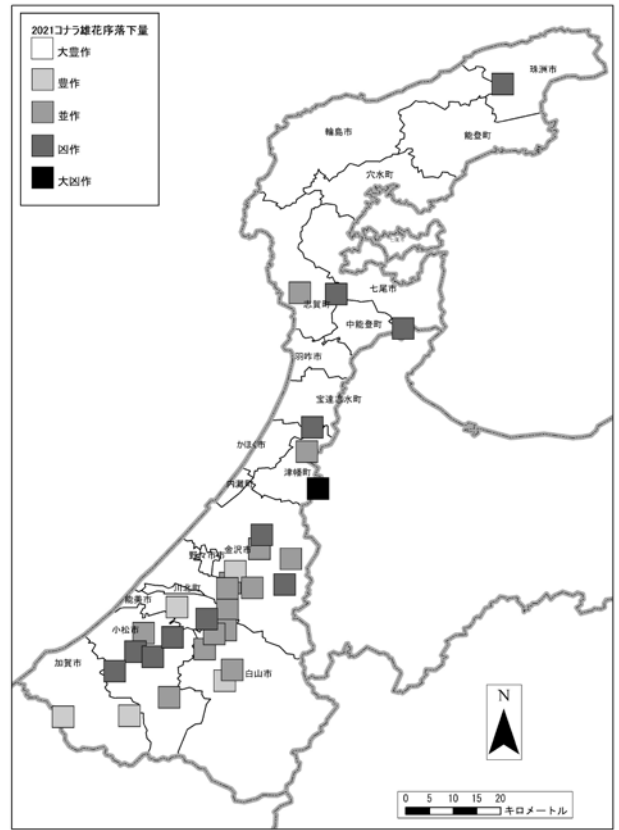 2021コナラ雄花序落下量
大豊作
豊作
並作
凶作
大凶作
珠洲市
輪島市
能登町
穴水町
七尾市
志賀町
中能登町
羽咋市
宝達志水町
かほく市
津幡町
内灘町
金沢市
野々市市
川北町
能美市
小松市
加賀市
白山市
N
0 5 10 15 20
キロメートル